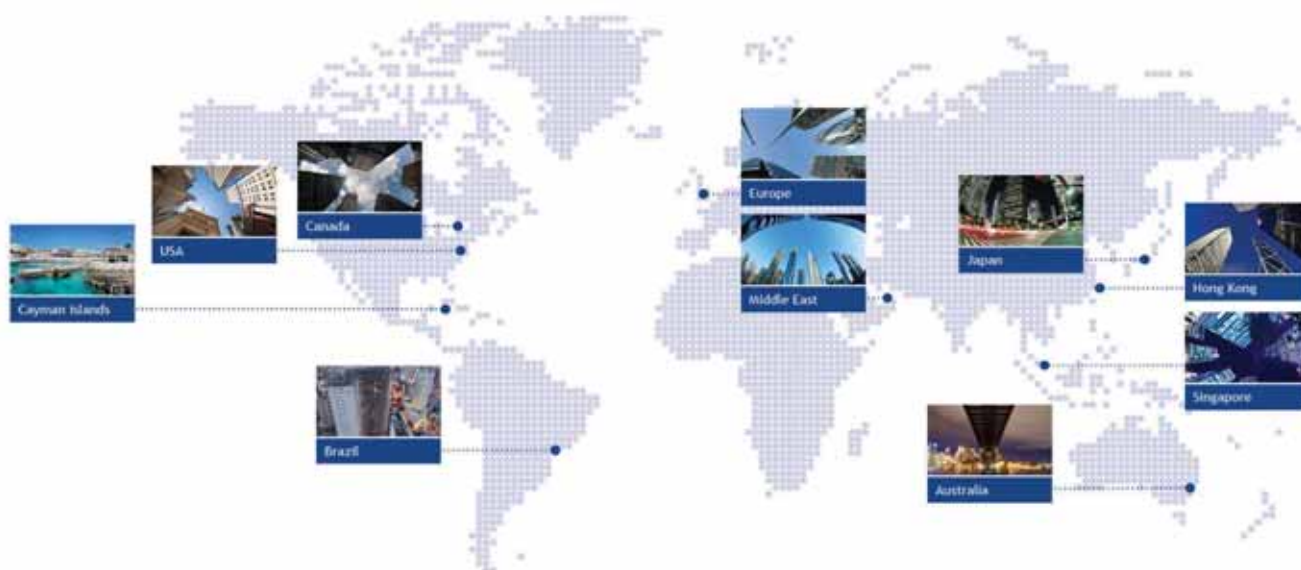 Canada
Europe
USA
Japan
Cayman Islands
Middle East
Hong Kong
Singapore
Brazil
Australia